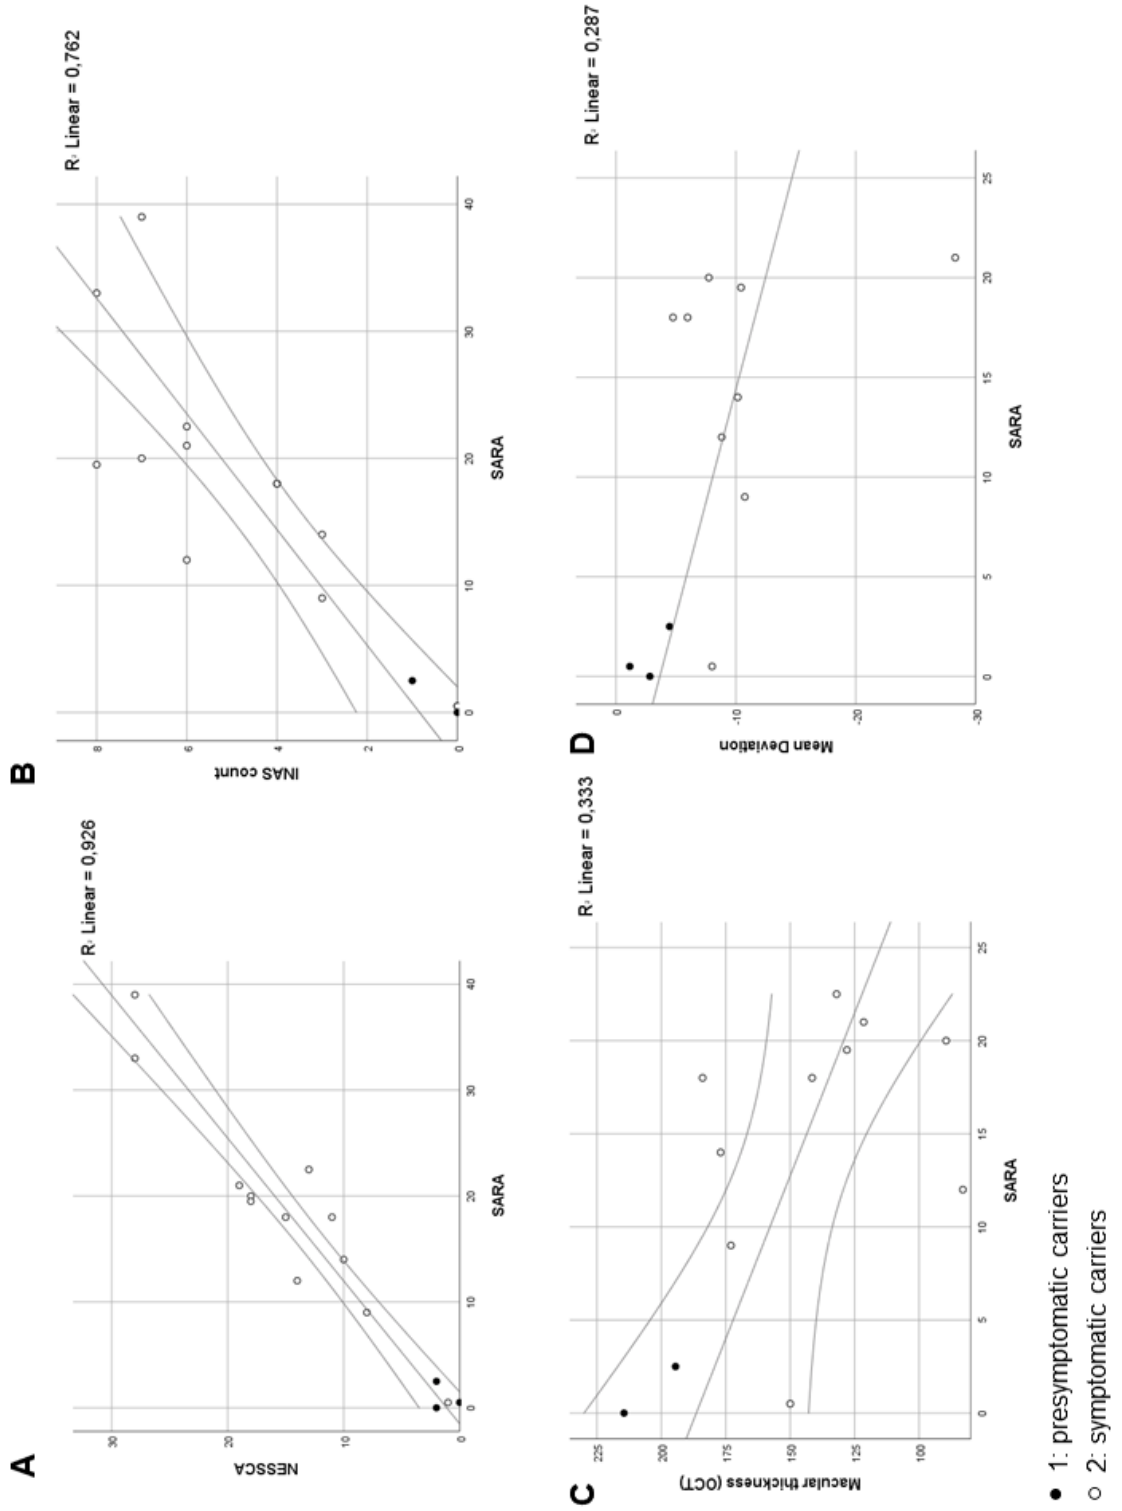 A
R² Linear = 0,926
NESSCA
30
20
10
0
0
10
20
30
40
SARA
B
R² Linear = 0,762
INAS count
8
6
4
2
0
0
10
20
30
40
SARA
C
R² Linear = 0,333
Macular thickness (OCT)
225
200
175
150
125
100
0
5
10
15
20
25
SARA
D
R² Linear = 0,287
Mean Deviation
0
-10
-20
-30
0
5
10
15
20
25
SARA
1: presymptomatic carriers
2: symptomatic carriers